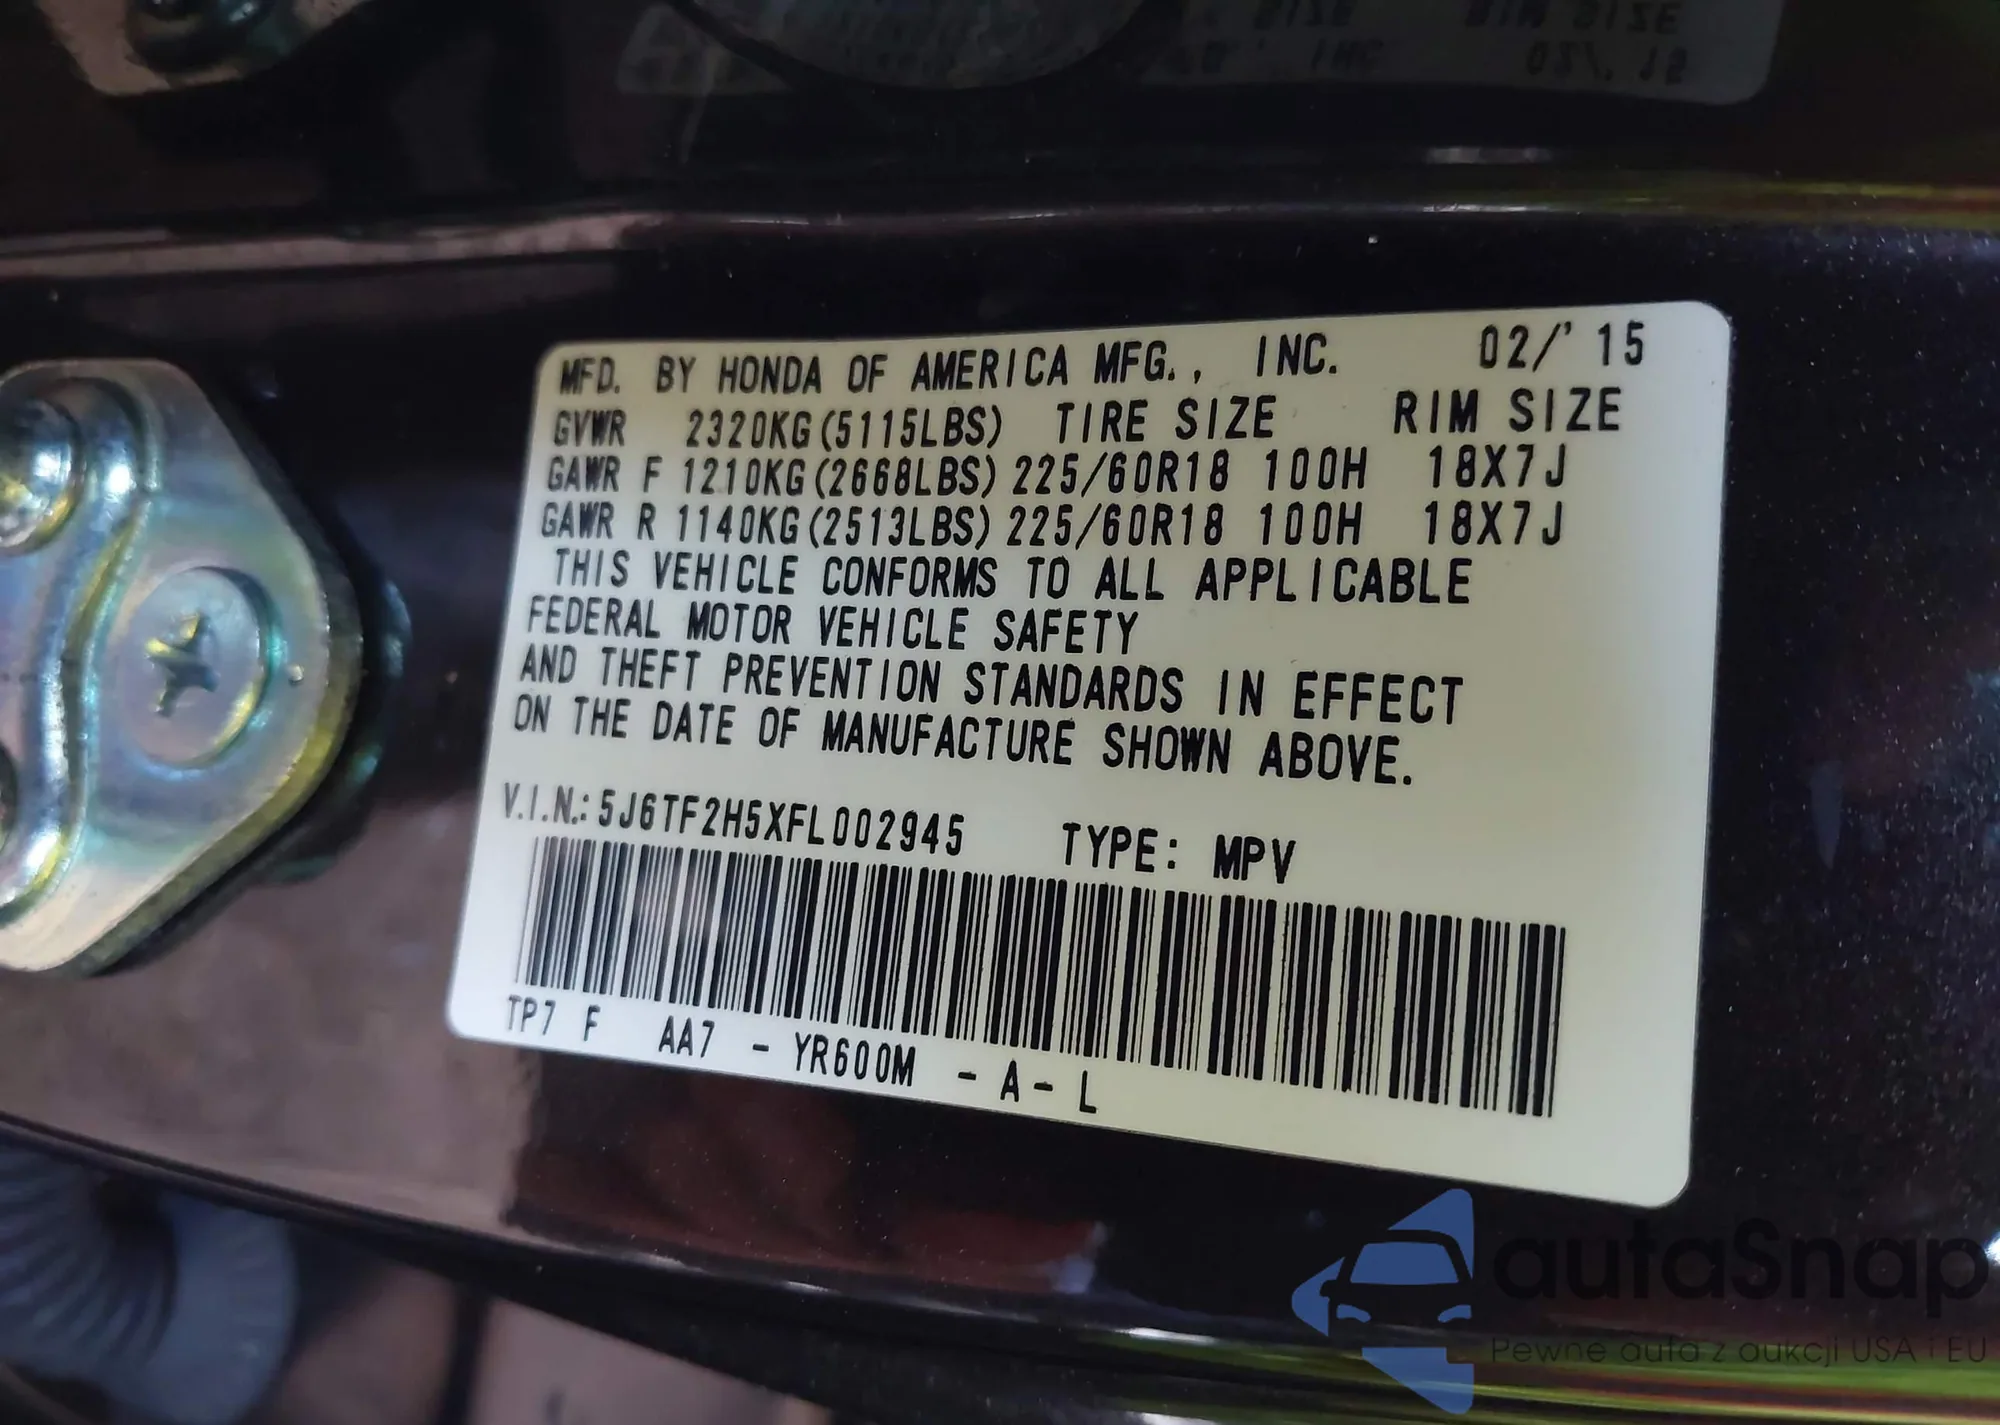 MFD. BY HONDA OF AMERICA MFG., INC. 02/'15
GVWR 2320KG(5115LBS) TIRE SIZE RIM SIZE
GAWR F 1210KG(2668LBS) 225/60R18 100H 18X7J
GAWR R 1140KG(2513LBS) 225/60R18 100H 18X7J
THIS VEHICLE CONFORMS TO ALL APPLICABLE
FEDERAL MOTOR VEHICLE SAFETY
AND THEFT PREVENTION STANDARDS IN EFFECT
ON THE DATE OF MANUFACTURE SHOWN ABOVE.
V.I.N.: 5J6TF2H5XFL002945 TYPE: MPV
TP7 F AA7 - YR600M - A - L
autaSnap
Pewne auta z aukcji USA i EU